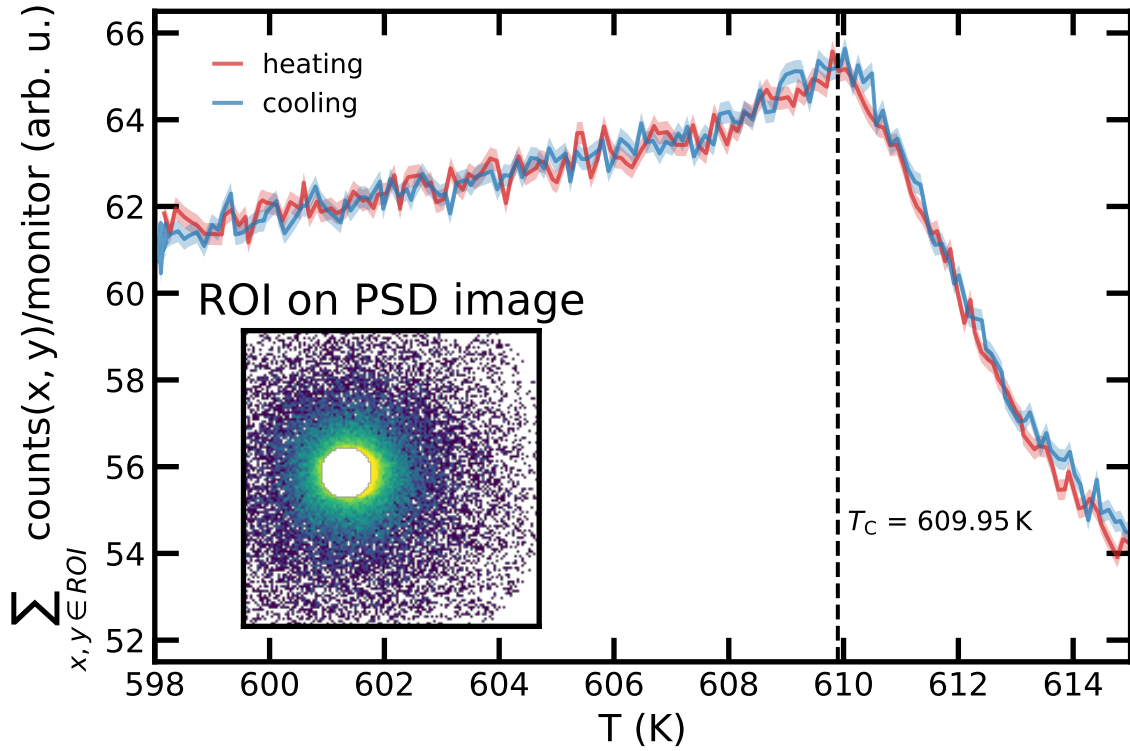 ∑ counts(x, y)/monitor (arb. u.)
x, y ∈ ROI
66
64
62
60
58
56
54
52
heating
cooling
ROI on PSD image
T_C = 609.95 K
598 600 602 604 606 608 610 612 614
T (K)